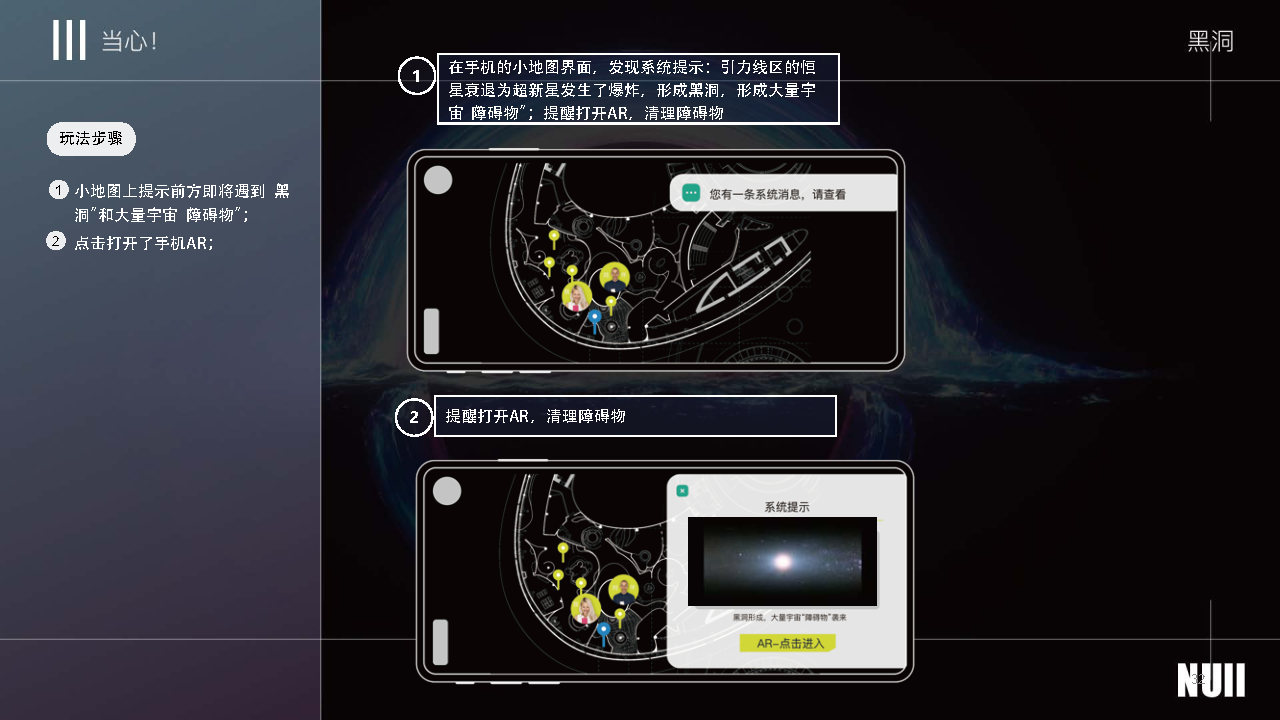 当心！
黑洞
玩法步骤
1 小地图上提示前方即将遇到 黑
洞”和大量宇宙 障碍物”；
2 点击打开了手机AR；
1
在手机的小地图界面，发现系统提示：引力线区的恒
星衰退为超新星发生了爆炸，形成黑洞，形成大量宇
宙 障碍物”；提醒打开AR，清理障碍物
您有一条系统消息，请查看
2
提醒打开AR，清理障碍物
系统提示
黑洞形成，大量宇宙“障碍物”袭来
AR-点击进入
NUII
32